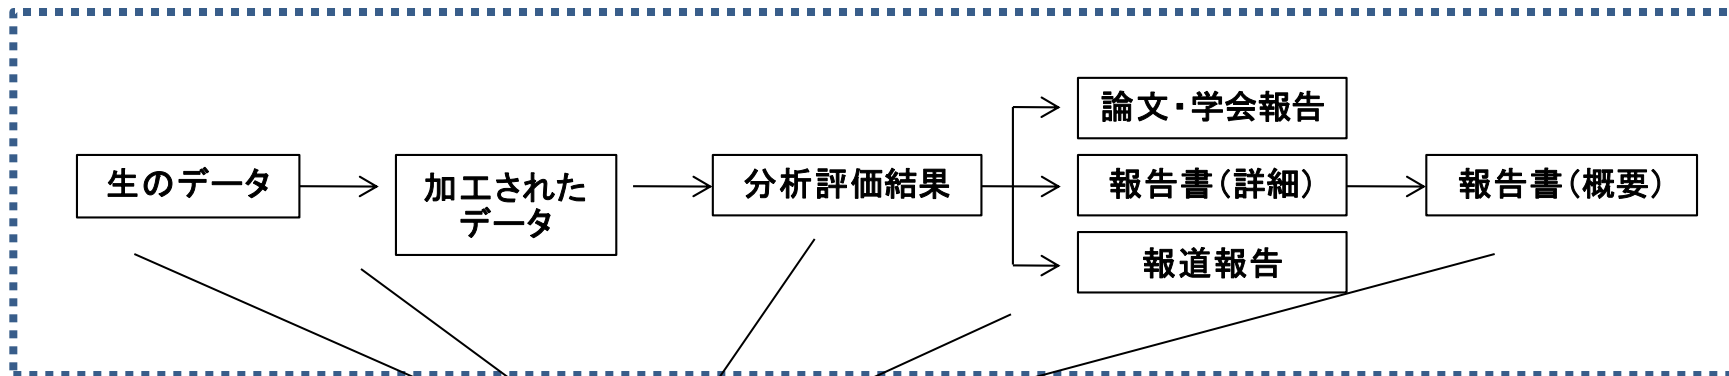 生のデータ
加工された
データ
分析評価結果
論文・学会報告
報告書（詳細）
報道報告
報告書（概要）